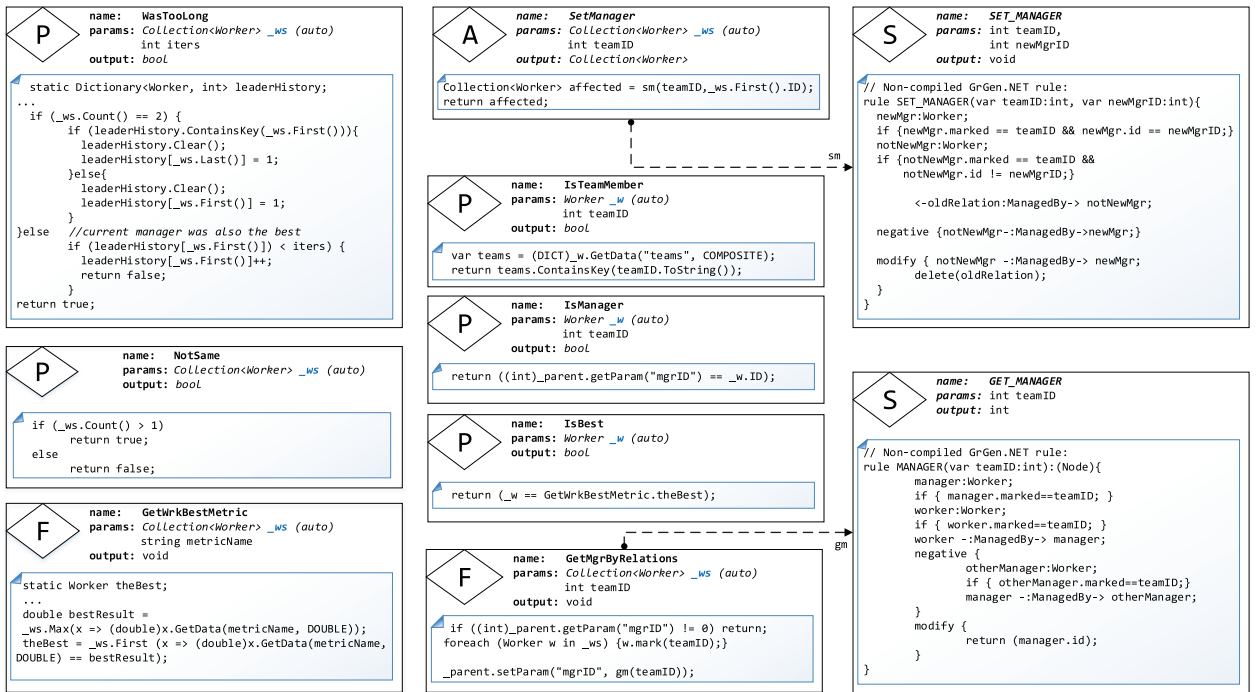 P
name: WasTooLong
params: Collection<Worker> _ws (auto)
int iters
output: bool
static Dictionary<Worker, int> leaderHistory;
...
if (_ws.Count() == 2) {
if (leaderHistory.ContainsKey(_ws.First())){
leaderHistory.Clear();
leaderHistory[_ws.Last()] = 1;
}else{
leaderHistory.Clear();
leaderHistory[_ws.First()] = 1;
}
}else //current manager was also the best
if (leaderHistory[_ws.First()]) < iters) {
leaderHistory[_ws.First()]++;
return false;
}
return true;
P
name: NotSame
params: Collection<Worker> _ws (auto)
output: bool
if (_ws.Count() > 1)
return true;
else
return false;
F
name: GetWrkBestMetric
params: Collection<Worker> _ws (auto)
string metricName
output: void
static Worker theBest;
...
double bestResult =
_ws.Max(x => (double)x.GetData(metricName, DOUBLE));
theBest = _ws.First (x => (double)x.GetData(metricName,
DOUBLE) == bestResult);
A
name: SetManager
params: Collection<Worker> _ws (auto)
int teamID
output: Collection<Worker>
Collection<Worker> affected = sm(teamID,_ws.First().ID);
return affected;
sm
P
name: IsTeamMember
params: Worker _w (auto)
int teamID
output: bool
var teams = (DICT)_w.GetData("teams", COMPOSITE);
return teams.ContainsKey(teamID.ToString());
P
name: IsManager
params: Worker _w (auto)
int teamID
output: bool
return ((int)_parent.getParam("mgrID") == _w.ID);
P
name: IsBest
params: Worker _w (auto)
output: bool
return (_w == GetWrkBestMetric.theBest);
gm
F
name: GetMgrByRelations
params: Collection<Worker> _ws (auto)
int teamID
output: void
if ((int)_parent.getParam("mgrID") != 0) return;
foreach (Worker w in _ws) {w.mark(teamID);}
_parent.setParam("mgrID", gm(teamID));
S
name: SET_MANAGER
params: int teamID,
int newMgrID
output: void
// Non-compiled GrGen.NET rule:
rule SET_MANAGER(var teamID:int, var newMgrID:int){
newMgr:Worker;
if {newMgr.marked == teamID && newMgr.id == newMgrID;}
notNewMgr:Worker;
if {notNewMgr.marked == teamID &&
notNewMgr.id != newMgrID;}
<-oldRelation:ManagedBy-> notNewMgr;
negative {notNewMgr-:ManagedBy->newMgr;}
modify { notNewMgr -:ManagedBy-> newMgr;
delete(oldRelation);
}
}
S
name: GET_MANAGER
params: int teamID
output: int
// Non-compiled GrGen.NET rule:
rule MANAGER(var teamID:int):(Node){
manager:Worker;
if { manager.marked==teamID; }
worker:Worker;
if { worker.marked==teamID; }
worker -:ManagedBy-> manager;
negative {
otherManager:Worker;
if { otherManager.marked==teamID;}
manager -:ManagedBy-> otherManager;
}
modify {
return (manager.id);
}
}